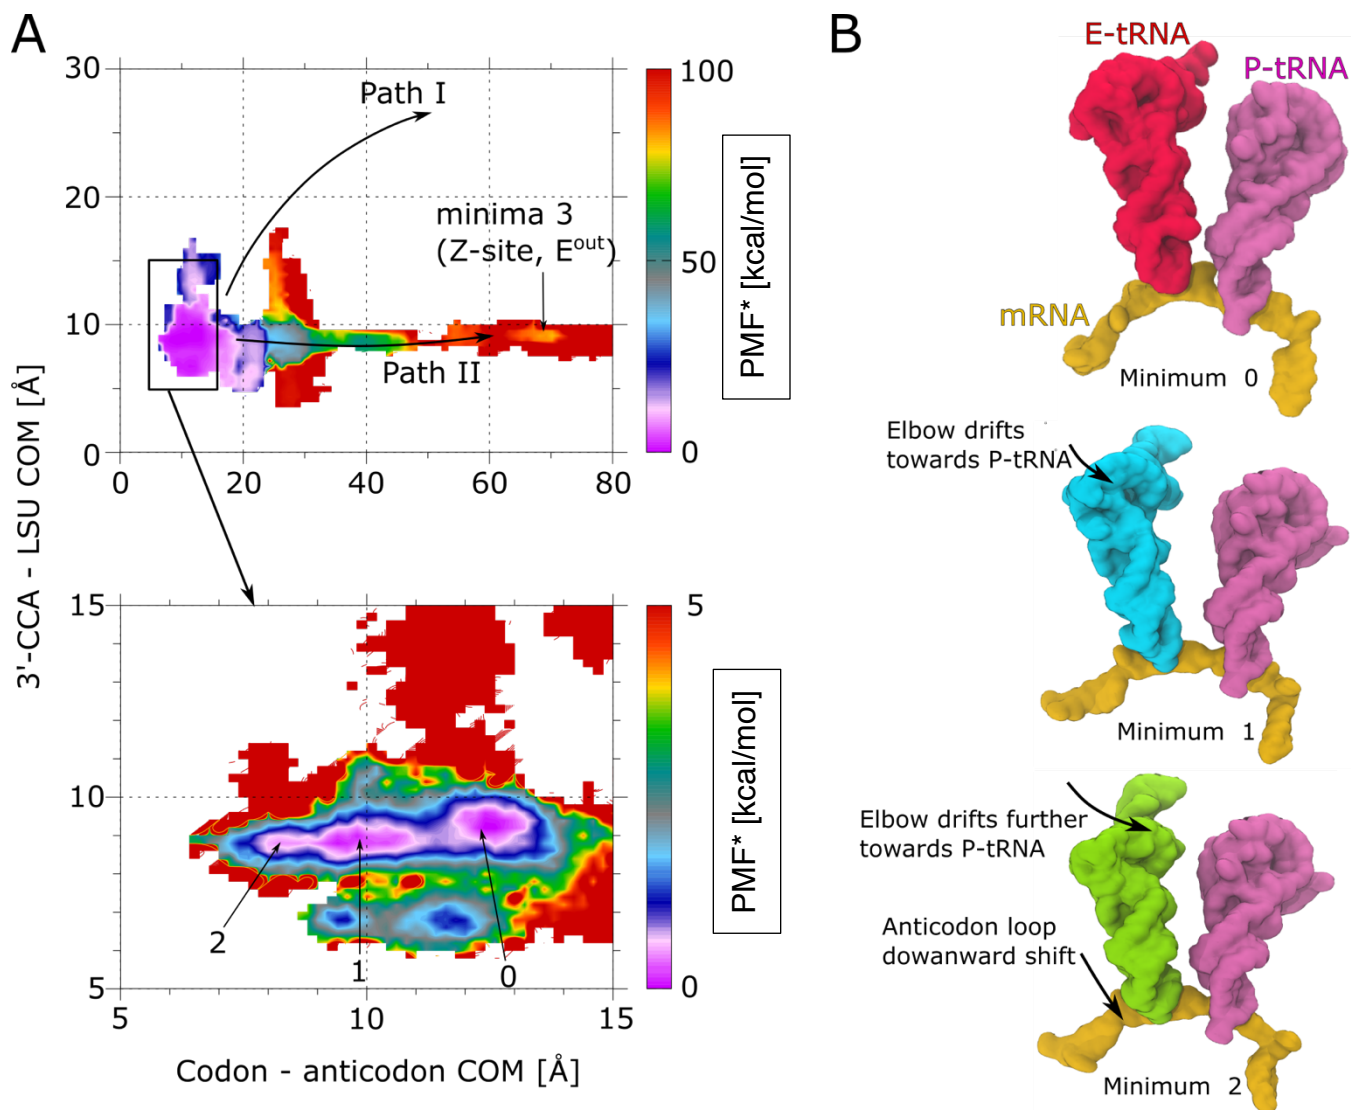 A
30
20
10
0
0
20
40
60
80
Path I
minima 3
(Z-site, E^out)
Path II
100
50
0
PMF* [kcal/mol]
3'-CCA - LSU COM [Å]
15
10
5
5
10
15
2
1
0
5
0
PMF* [kcal/mol]
Codon - anticodon COM [Å]
B
E-tRNA
P-tRNA
mRNA
Minimum 0
Elbow drifts
towards P-tRNA
Minimum 1
Elbow drifts further
towards P-tRNA
Anticodon loop
dowanward shift
Minimum 2